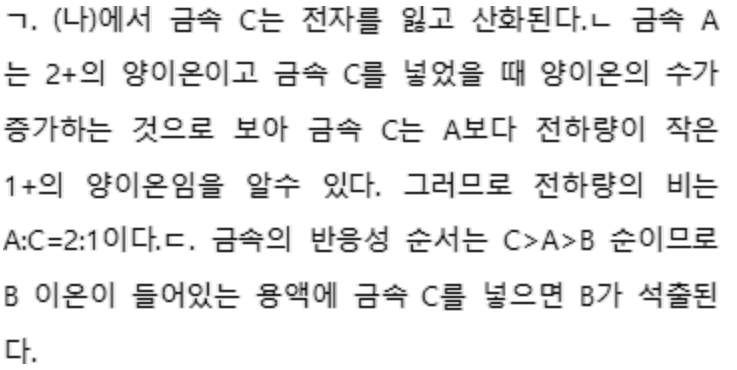 ㄱ. (나)에서 금속 C는 전자를 잃고 산화된다.ㄴ 금속 A
는 2+의 양이온이고 금속 C를 넣었을 때 양이온의 수가
증가하는 것으로 보아 금속 C는 A보다 전하량이 작은
1+의 양이온임을 알수 있다. 그러므로 전하량의 비는
A:C=2:1이다.ㄷ. 금속의 반응성 순서는 C>A>B 순이므로
B 이온이 들어있는 용액에 금속 C를 넣으면 B가 석출된
다.